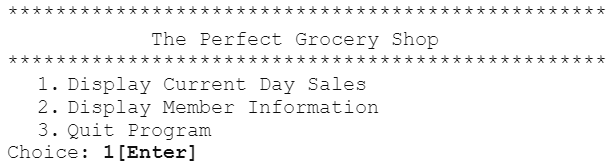 **************************************************
The Perfect Grocery Shop
**************************************************
1. Display Current Day Sales
2. Display Member Information
3. Quit Program
Choice: 1[Enter]